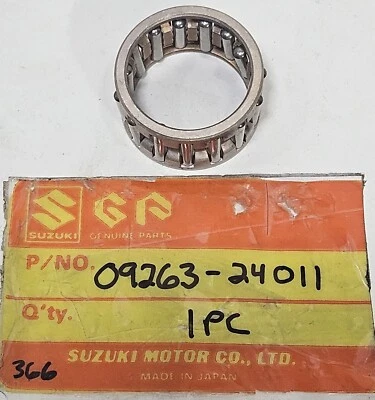 SGP
SUZUKI GENUINE PARTS
P/NO. 09263-24011
Q'ty. 1PC
SUZUKI MOTOR CO., LTD.
366
MADE IN JAPAN